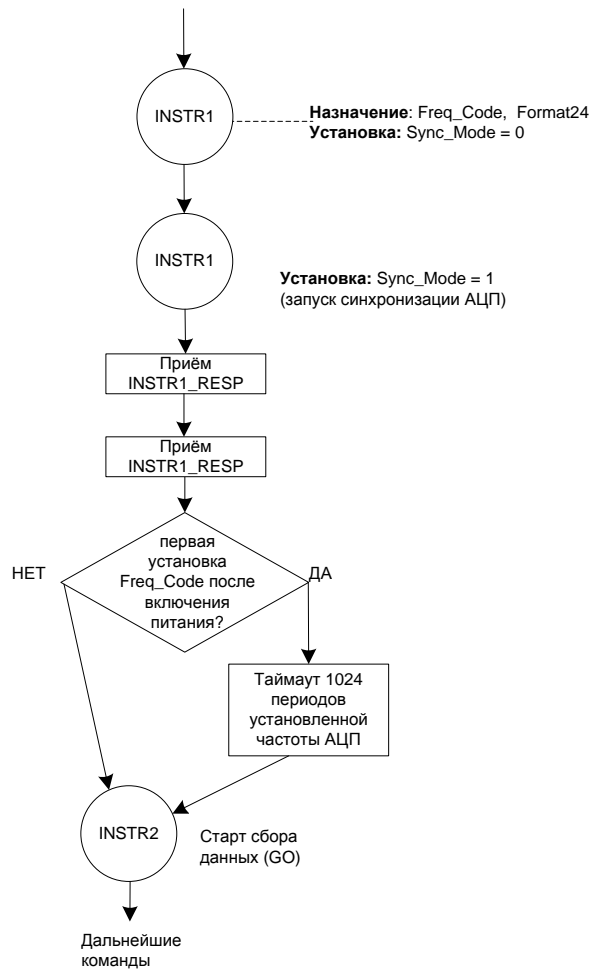 INSTR1
Назначение: Freq_Code, Format24
Установка: Sync_Mode = 0
INSTR1
Установка: Sync_Mode = 1
(запуск синхронизации АЦП)
Приём
INSTR1_RESP
Приём
INSTR1_RESP
первая
установка
Freq_Code после
включения
питания?
НЕТ
ДА
Таймаут 1024
периодов
установленной
частоты АЦП
INSTR2
Старт сбора
данных (GO)
Дальнейшие
команды